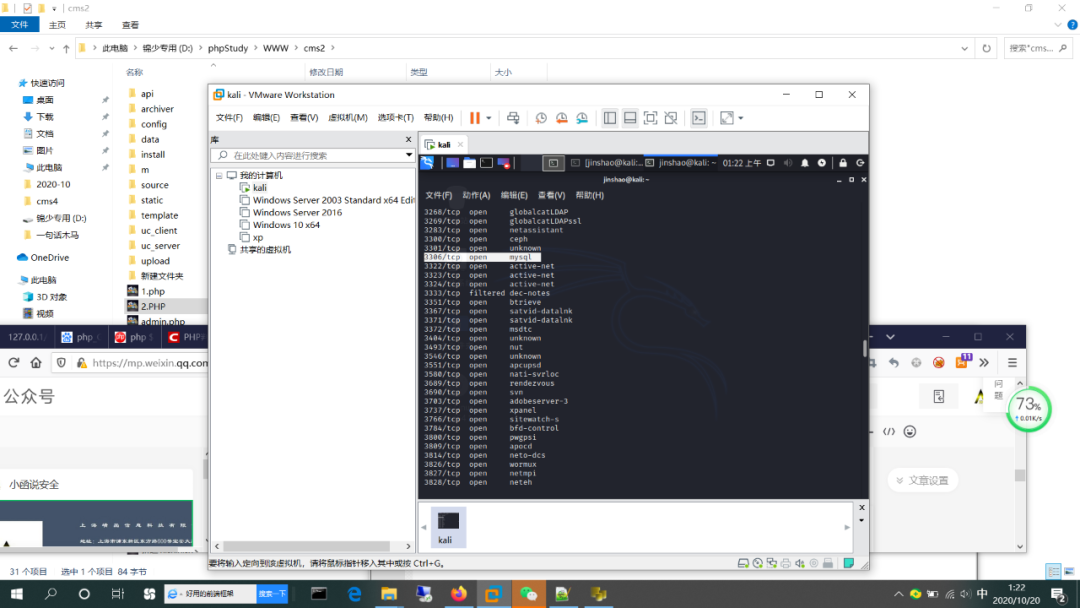 cms2
文件 主页 共享 查看
此电脑 > 锦少专用 (D:) > phpStudy > WWW > cms2
搜索"cms...
快速访问
桌面
下载
文档
图片
此电脑
2020-10
cms4
锦少专用 (D:)
一句话木马
OneDrive
此电脑
3D 对象
视频
名称 修改日期 类型 大小
api
archiver
config
data
install
m
source
static
template
uc_client
uc_server
upload
新建文件夹
1.php
2.PHP
admin.php
kali - VMware Workstation
文件(F) 编辑(E) 查看(V) 虚拟机(M) 选项卡(T) 帮助(H)
库
在此处键入内容进行搜索
我的计算机
kali
Windows Server 2003 Standard x64 Edit
Windows Server 2016
Windows 10 x64
xp
共享的虚拟机
kali
[jinshao@kali:... jinshao@kali: ~ 01:22 上午
jinshao@kali:~
文件(F) 动作(A) 编辑(E) 查看(V) 帮助(H)
3268/tcp open globalcatLDAP
3269/tcp open globalcatLDAPssl
3283/tcp open netassistant
3300/tcp open ceph
3301/tcp open unknown
3306/tcp open mysql
3322/tcp open active-net
3323/tcp open active-net
3324/tcp open active-net
3333/tcp filtered dec-notes
3351/tcp open btrieve
3367/tcp open satvid-datalnk
3371/tcp open satvid-datalnk
3372/tcp open msdtc
3404/tcp open unknown
3493/tcp open nut
3546/tcp open unknown
3551/tcp open apcupsd
3580/tcp open nati-svrloc
3689/tcp open rendezvous
3690/tcp open svn
3703/tcp open adobeserver-3
3737/tcp open xpanel
3766/tcp open sitewatch-s
3784/tcp open bfd-control
3800/tcp open pwgpsi
3809/tcp open apocd
3814/tcp open neto-dcs
3826/tcp open wormux
3827/tcp open netmpi
3828/tcp open neteh
kali
要将输入定向到该虚拟机，请将鼠标指针移入其中或按 Ctrl+G。
127.0.0.1/ php php S PHP
https://mp.weixin.qq.com
公众号
小函说安全
11
问
题
73%
0.01K/s
文章设置
31 个项目 选中 1 个项目 84 字节
好用的前端框架 搜索一下
中
1:22
2020/10/20
2